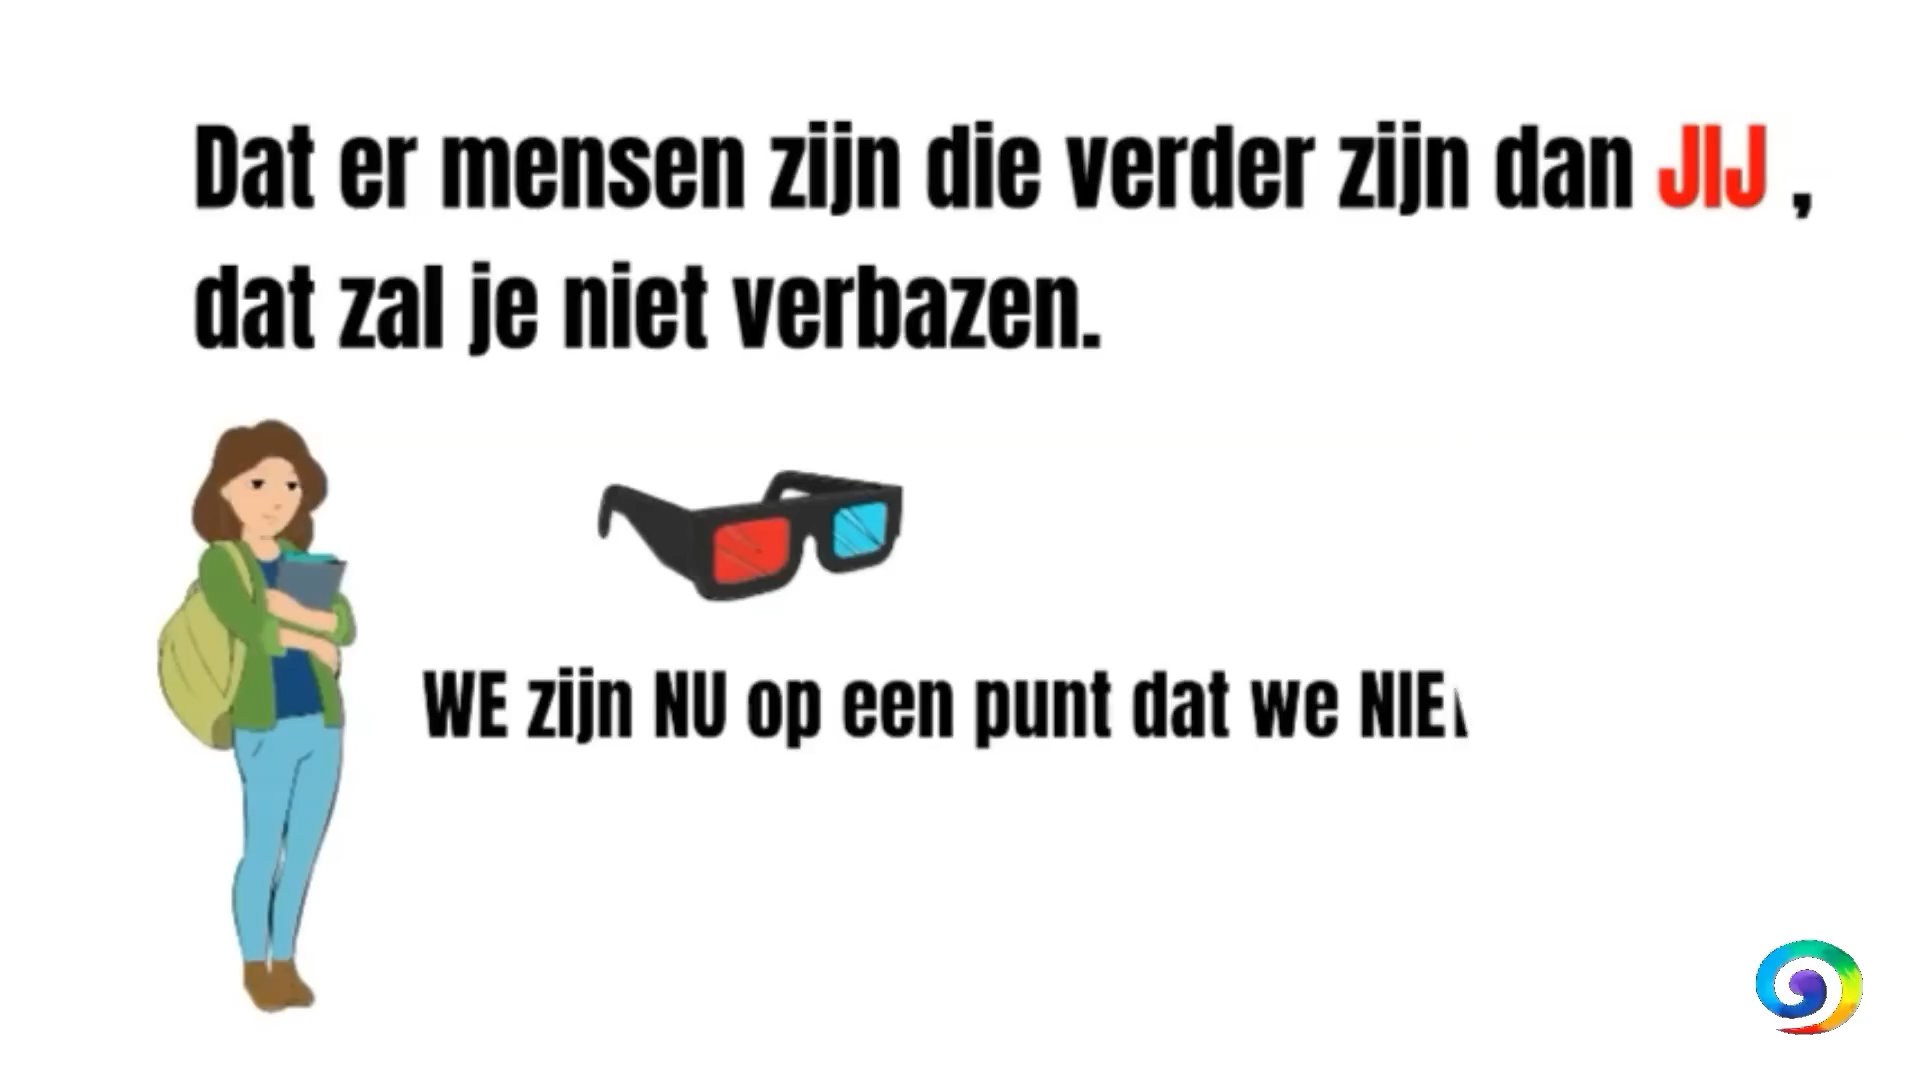 Dat er mensen zijn die verder zijn dan JIJ ,
dat zal je niet verbazen.
WE zijn NU op een punt dat we